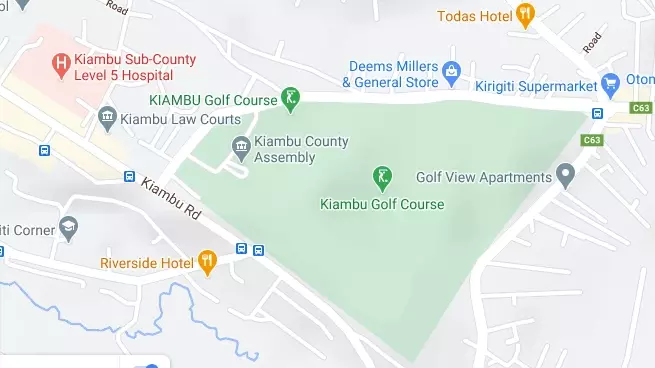 ol
Road
Todas Hotel
Road
Kiambu Sub-County
Level 5 Hospital
Deems Millers
& General Store
Kirigiti Supermarket
Oton
KIAMBU Golf Course
C63
Kiambu Law Courts
Kiambu County
Assembly
C63
Golf View Apartments
Kiambu Rd
Kiambu Golf Course
iti Corner
Riverside Hotel